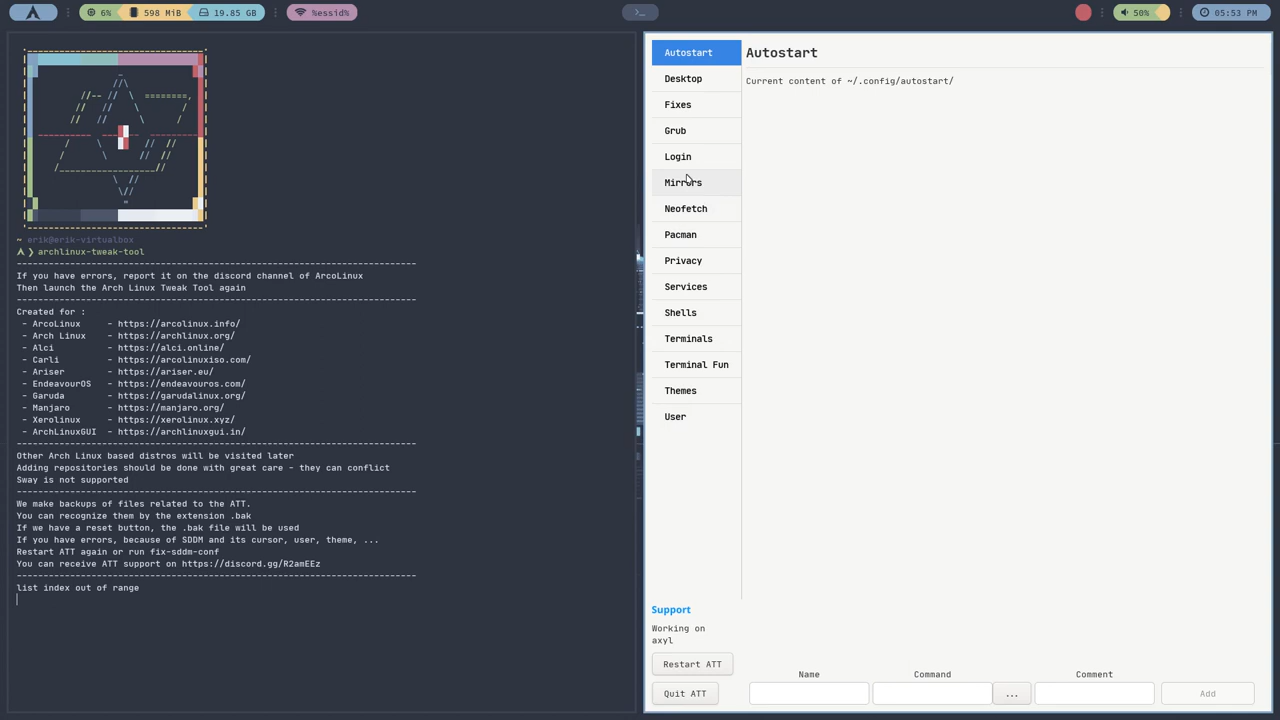 6%
598 MiB
19.85 GB
%essid%
>_
50%
05:53 PM
~ erik@erik-virtualbox
❯ archlinux-tweak-tool
If you have errors, report it on the discord channel of ArcoLinux
Then launch the Arch Linux Tweak Tool again
Created for :
- ArcoLinux - https://arcolinux.info/
- Arch Linux - https://archlinux.org/
- Alci - https://alci.online/
- Carli - https://arcolinuxiso.com/
- Ariser - https://ariser.eu/
- EndeavourOS - https://endeavouros.com/
- Garuda - https://garudalinux.org/
- Manjaro - https://manjaro.org/
- Xerolinux - https://xerolinux.xyz/
- ArchLinuxGUI - https://archlinuxgui.in/
Other Arch Linux based distros will be visited later
Adding repositories should be done with great care - they can conflict
Sway is not supported
We make backups of files related to the ATT.
You can recognize them by the extension .bak
If we have a reset button, the .bak file will be used
If you have errors, because of SDDM and its cursor, user, theme, ...
Restart ATT again or run fix-sddm-conf
You can receive ATT support on https://discord.gg/R2amEEz
list index out of range
Autostart
Desktop
Fixes
Grub
Login
Mirrors
Neofetch
Pacman
Privacy
Services
Shells
Terminals
Terminal Fun
Themes
User
Support
Working on
axyl
Restart ATT
Quit ATT
Autostart
Current content of ~/.config/autostart/
Name
Command
Comment
...
Add